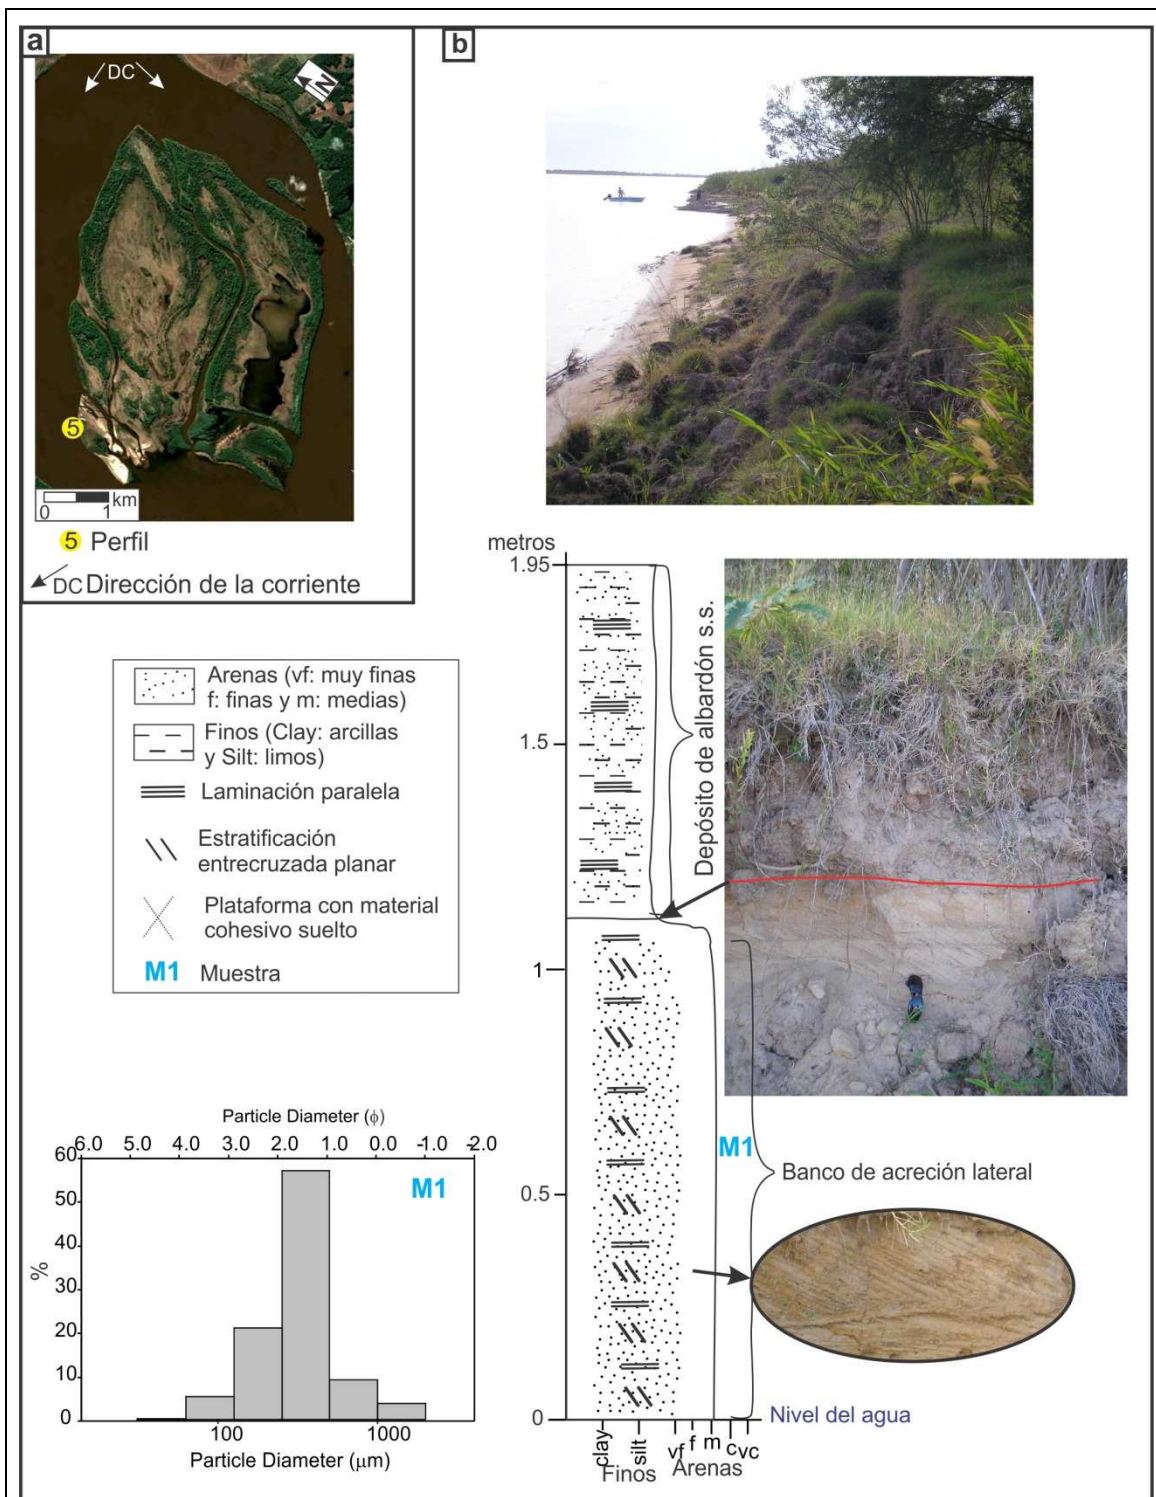 a
DC
N
5
km
0 1
5 Perfil
DC Dirección de la corriente
b
Arenas (vf: muy finas
f: finas y m: medias)
Finos (Clay: arcillas
y Silt: limos)
Laminación paralela
Estratificación
entrecruzada planar
Plataforma con material
cohesivo suelto
M1 Muestra
metros
1.95
1.5
1
0.5
0
Depósito de albardón s.s.
M1
Banco de acreción lateral
Nivel del agua
clay silt vf f m c vc
Finos Arenas
Particle Diameter (ϕ)
6.0 5.0 4.0 3.0 2.0 1.0 0.0 -1.0 -2.0
M1
60
50
40
30
20
10
0
%
100 1000
Particle Diameter (μm)